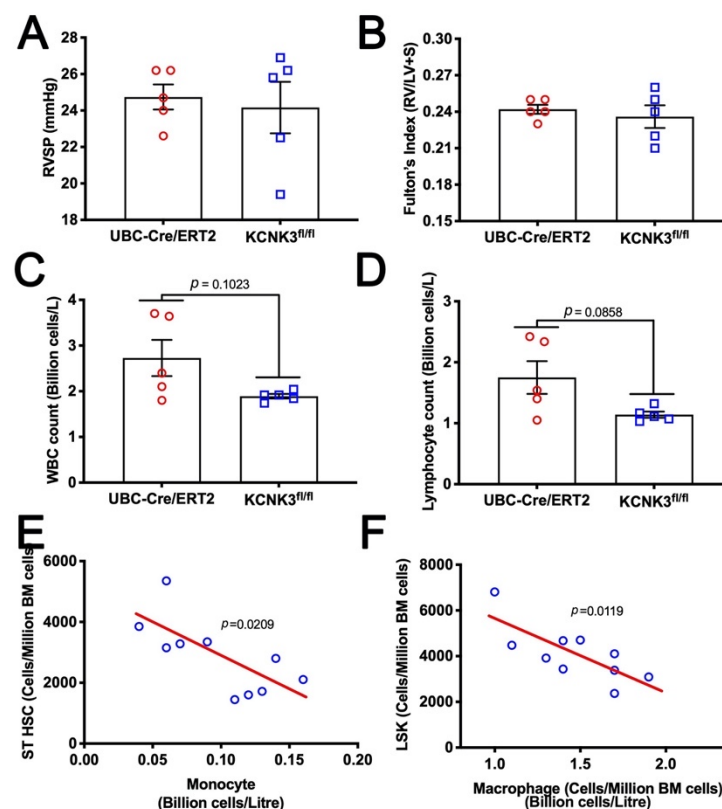 A
RVSP (mmHg)
28
26
24
22
20
18
UBC-Cre/ERT2
KCNK3fl/fl
B
Fulton's Index (RV/LV+S)
0.30
0.27
0.24
0.21
0.18
0.15
UBC-Cre/ERT2
KCNK3fl/fl
C
WBC count (Billion cells/L)
4
3
2
1
0
p = 0.1023
UBC-Cre/ERT2
KCNK3fl/fl
D
Lymphocyte count (Billion cells/L)
3
2
1
0
p = 0.0858
UBC-Cre/ERT2
KCNK3fl/fl
E
ST HSC (Cells/Million BM cells)
6000
4000
2000
0
p=0.0209
0.00
0.05
0.10
0.15
0.20
Monocyte
(Billion cells/Litre)
F
LSK (Cells/Million BM cells)
8000
6000
4000
2000
0
p=0.0119
1.0
1.5
2.0
Macrophage (Cells/Million BM cells)
(Billion cells/Litre)